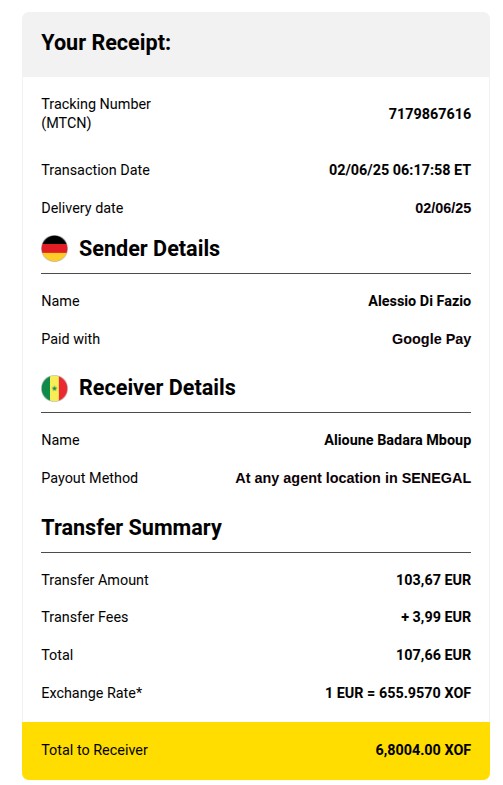 Your Receipt:
Tracking Number
(MTCN)
7179867616
Transaction Date 02/06/25 06:17:58 ET
Delivery date 02/06/25
Sender Details
Name Alessio Di Fazio
Paid with Google Pay
Receiver Details
Name Alioune Badara Mboup
Payout Method At any agent location in SENEGAL
Transfer Summary
Transfer Amount 103,67 EUR
Transfer Fees + 3,99 EUR
Total 107,66 EUR
Exchange Rate* 1 EUR = 655.9570 XOF
Total to Receiver 6,8004.00 XOF